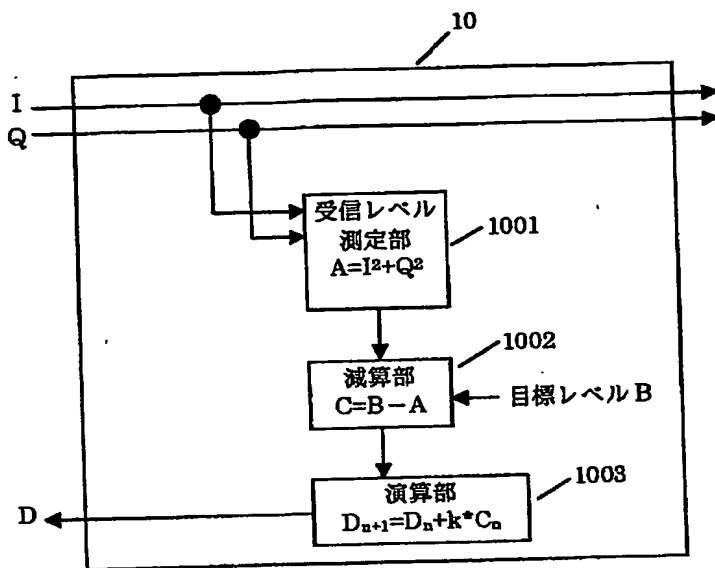 10
I
Q
受信レベル
測定部
A=I²+Q²
1001
1002
減算部
C=B－A
目標レベル B
1003
演算部
Dₙ₊₁=Dₙ+k*Cₙ
D